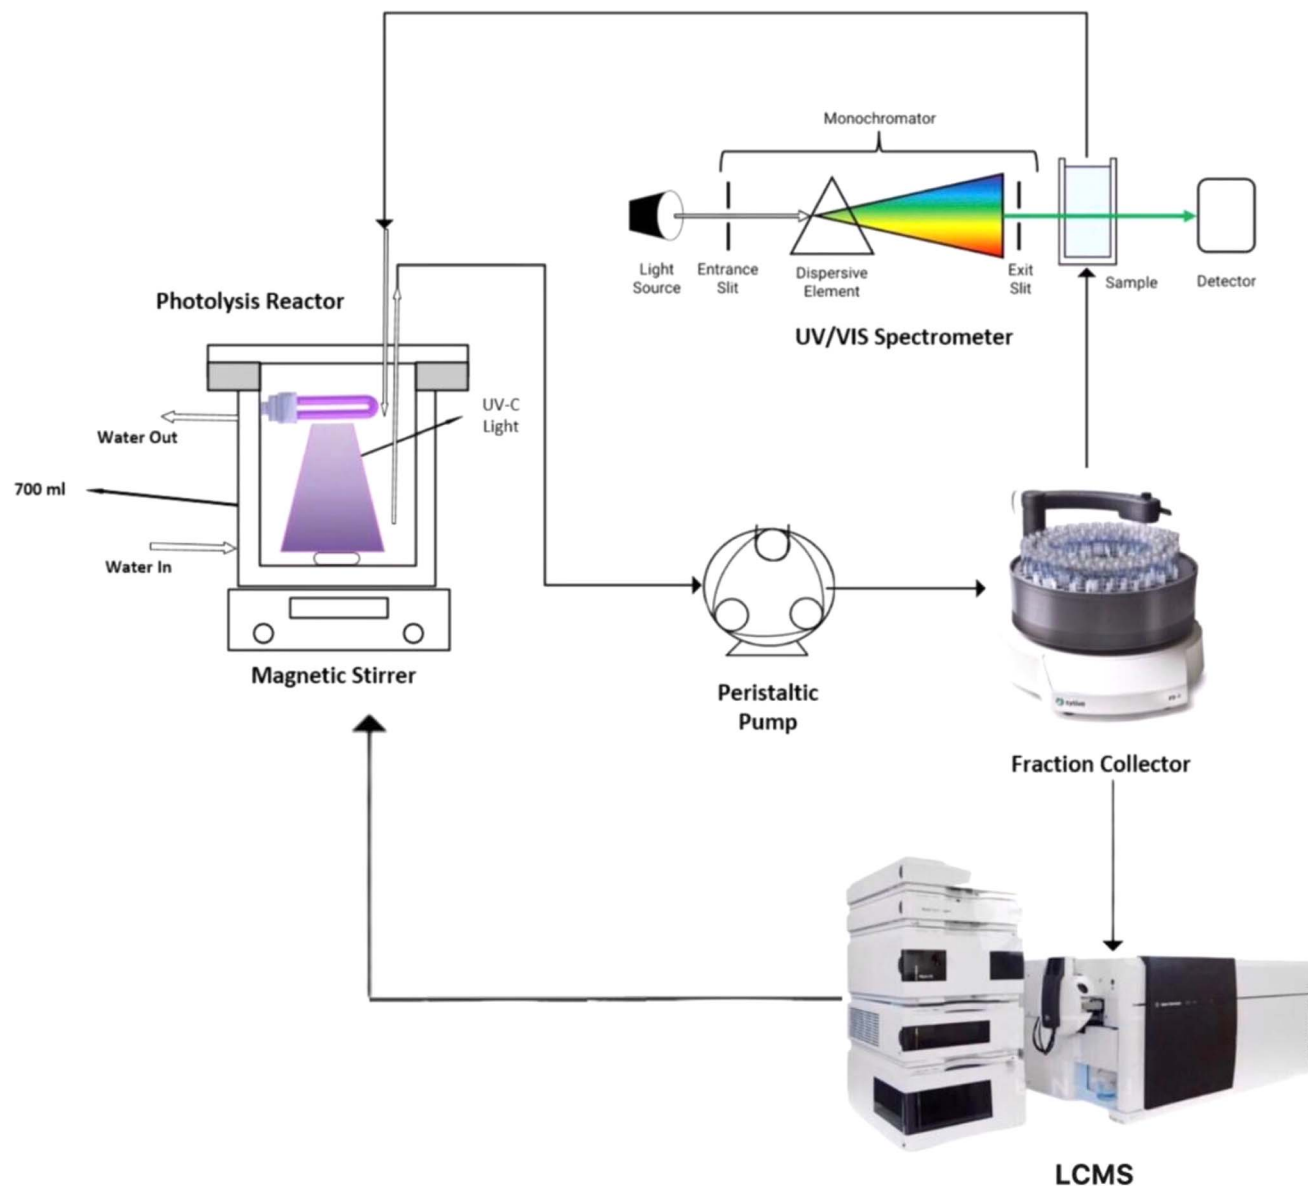 Monochromator
Light
Source
Entrance
Slit
Dispersive
Element
Exit
Slit
Sample
Detector
UV/VIS Spectrometer
Photolysis Reactor
UV-C
Light
Water Out
700 ml
Water In
Magnetic Stirrer
Peristaltic
Pump
Fraction Collector
LCMS